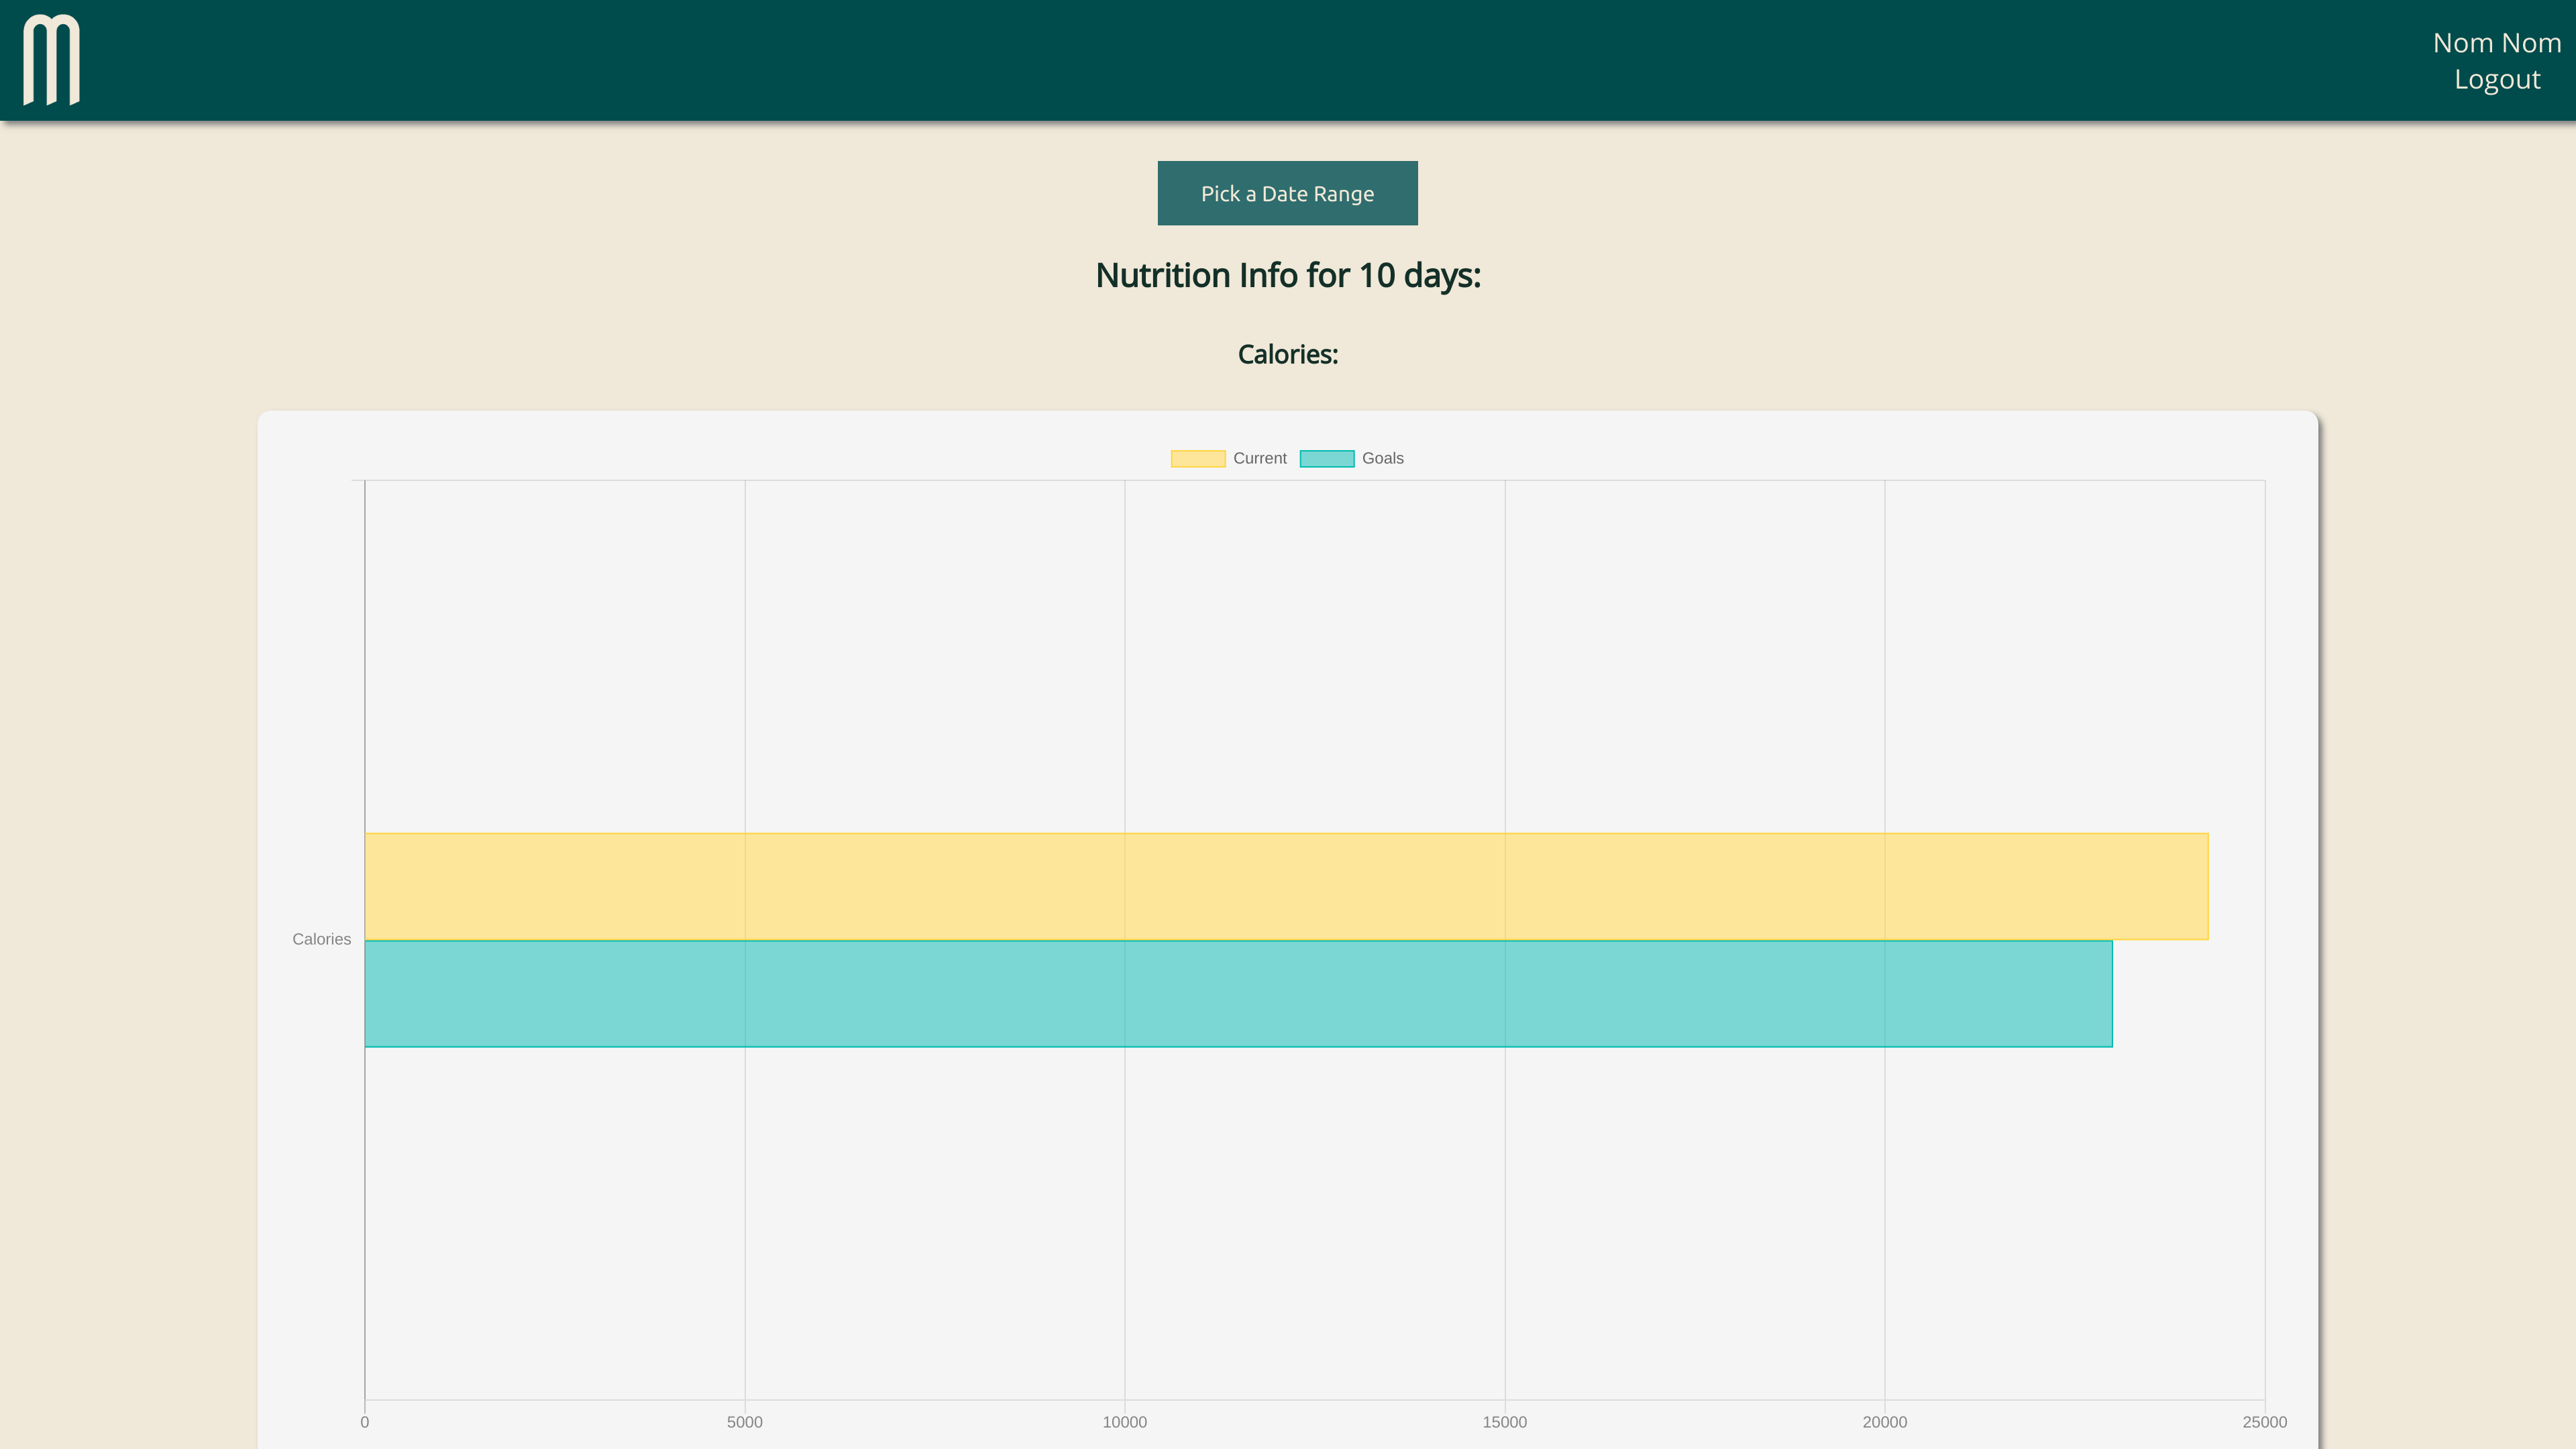 Nom Nom
Logout
Pick a Date Range
Nutrition Info for 10 days:
Calories:
Current Goals
Calories
0 5000 10000 15000 20000 25000